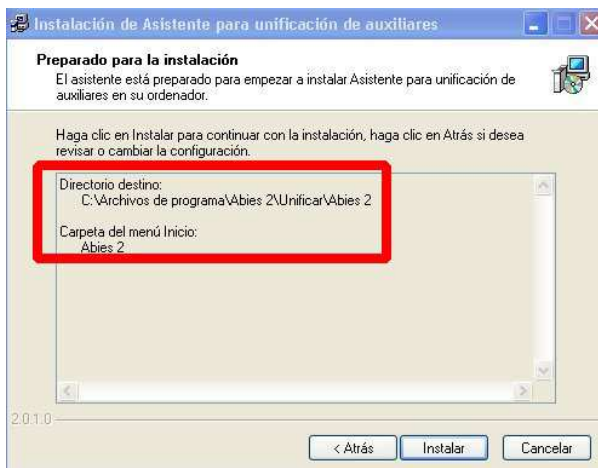 Instalación de Asistente para unificación de auxiliares
Preparado para la instalación
El asistente está preparado para empezar a instalar Asistente para unificación de
auxiliares en su ordenador.
Haga clic en Instalar para continuar con la instalación, haga clic en Atrás si desea
revisar o cambiar la configuración.
Directorio destino:
C:\Archivos de programa\Abies 2\Unificar\Abies 2
Carpeta del menú Inicio:
Abies 2
2.0.1.0
< Atrás
Instalar
Cancelar